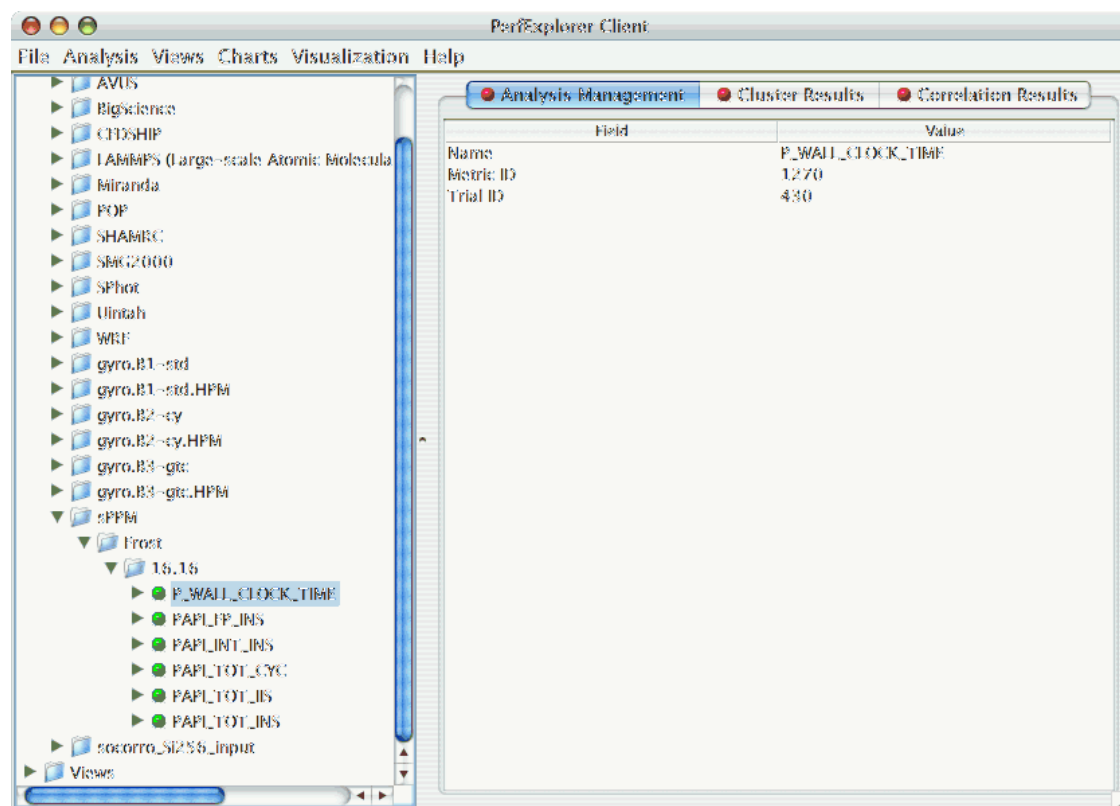 PerfExplorer Client
File Analysis Views Charts Visualization Help
AVUS
BigScience
CFDSHIP
LAMMPS (Large-scale Atomic Molecula
Miranda
POP
SHAMRC
SMG2000
SPhot
Uintah
WRF
gyro.B1-std
gyro.B1-std.HPM
gyro.B2-cy
gyro.B2-cy.HPM
gyro.B3-gtc
gyro.B3-gtc.HPM
sPPM
Frost
16.16
P_WALL_CLOCK_TIME
PAPI_FP_INS
PAPI_INT_INS
PAPI_TOT_CYC
PAPI_TOT_IIS
PAPI_TOT_INS
socorro_Si256_input
Views
Analysis Management Cluster Results Correlation Results
Field Value
Name P_WALL_CLOCK_TIME
Metric ID 1270
Trial ID 430